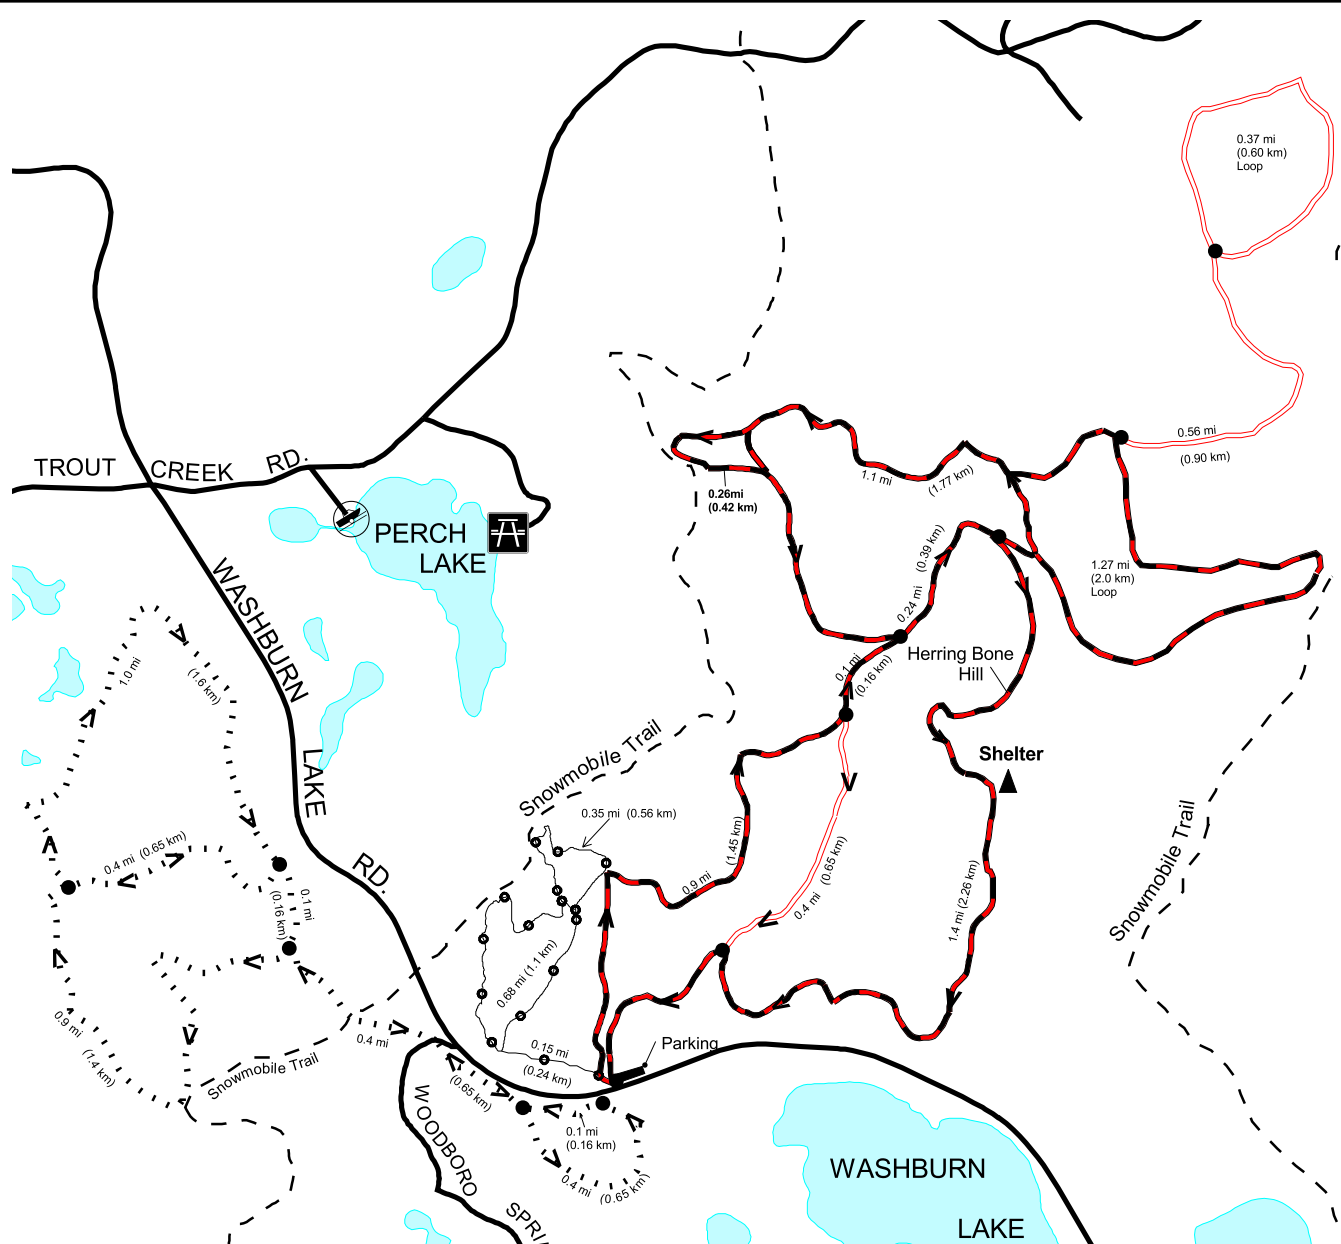 0.37 mi
(0.60 km)
Loop
0.56 mi
(0.90 km)
TROUT CREEK RD.
1.1 mi
(1.77 km)
0.26mi
(0.42 km)
PERCH
LAKE
WASHBURN
LAKE
RD.
0.24 mi
(0.39 km)
1.27 mi
(2.0 km)
Loop
1.0 mi
(1.6 km)
Herring Bone
Hill
0.1 mi
(0.16 km)
Snowmobile Trail
Shelter
0.35 mi (0.56 km)
0.4 mi (0.65 km)
0.9 mi
(1.45 km)
0.4 mi
(0.65 km)
1.4 mi (2.26 km)
Snowmobile Trail
0.1 mi
(0.16 km)
0.68 mi (1.1 km)
0.9 mi
(1.4 km)
0.4 mi
(0.65 km)
0.15 mi
(0.24 km)
Parking
Snowmobile Trail
WOODBORO
SPRI
0.1 mi
(0.16 km)
0.4 mi
(0.65 km)
WASHBURN
LAKE